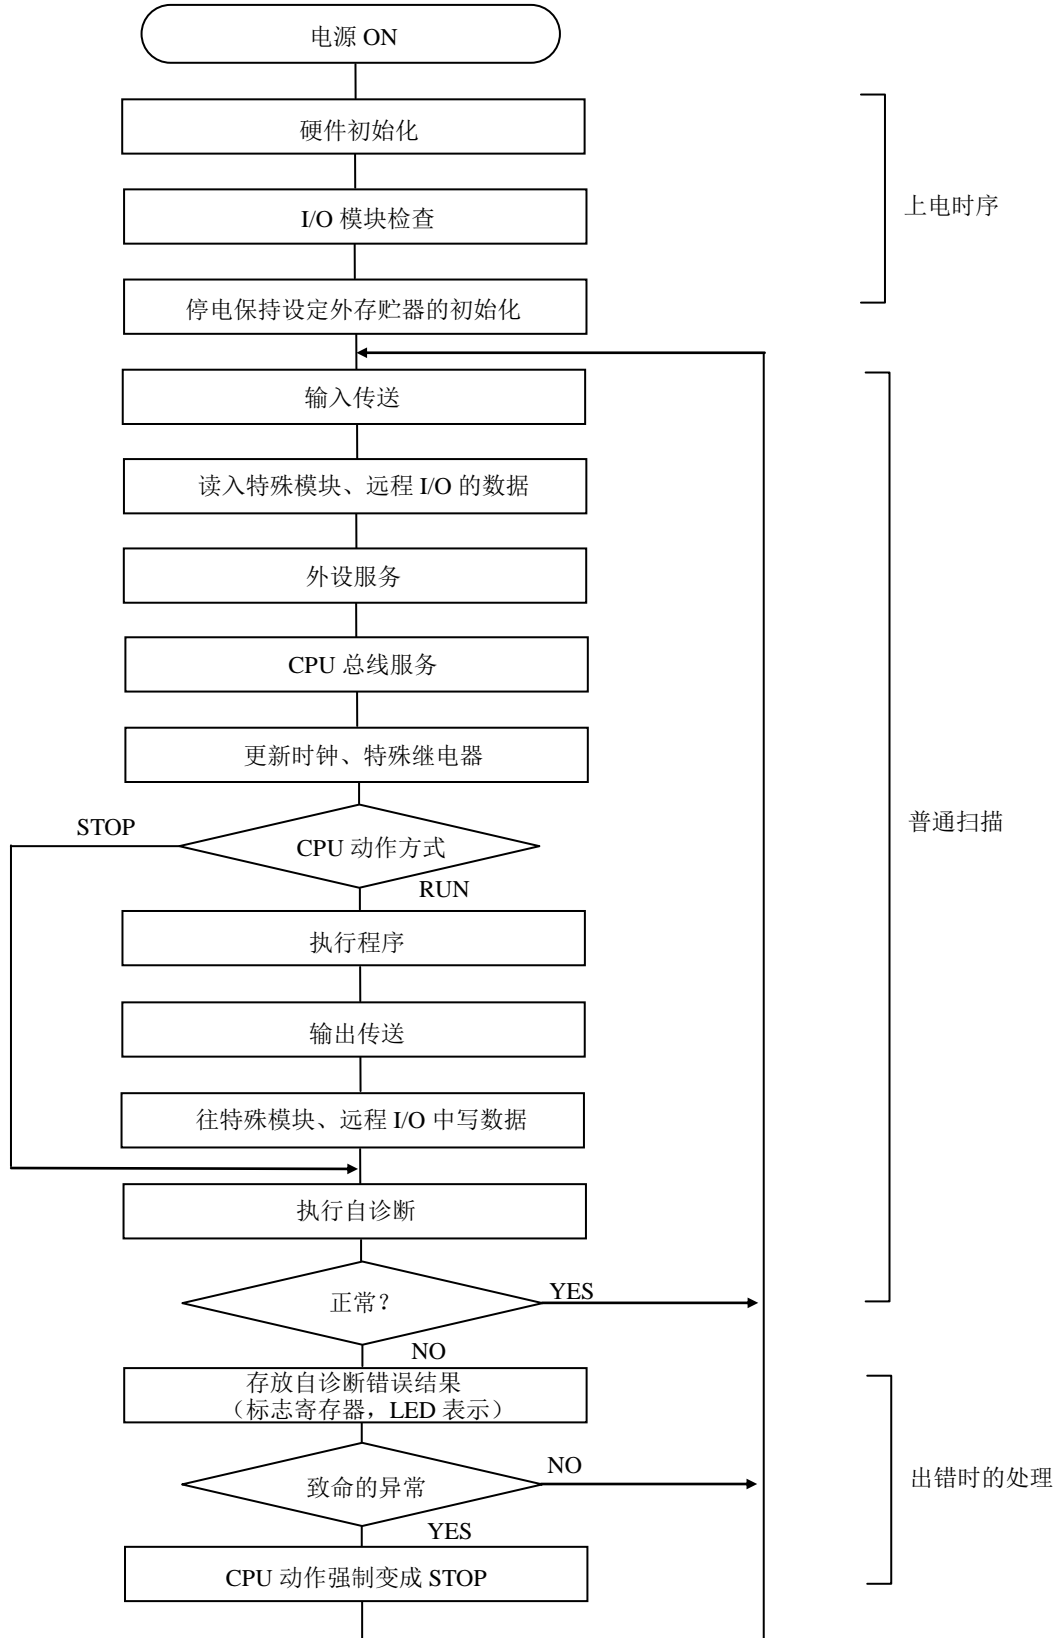 电源 ON
硬件初始化
I/O 模块检查
上电时序
停电保持设定外存贮器的初始化
输入传送
读入特殊模块、远程 I/O 的数据
外设服务
CPU 总线服务
更新时钟、特殊继电器
普通扫描
STOP
CPU 动作方式
RUN
执行程序
输出传送
往特殊模块、远程 I/O 中写数据
执行自诊断
正常？
YES
NO
存放自诊断错误结果
（标志寄存器，LED 表示）
致命的异常
NO
出错时的处理
YES
CPU 动作强制变成 STOP